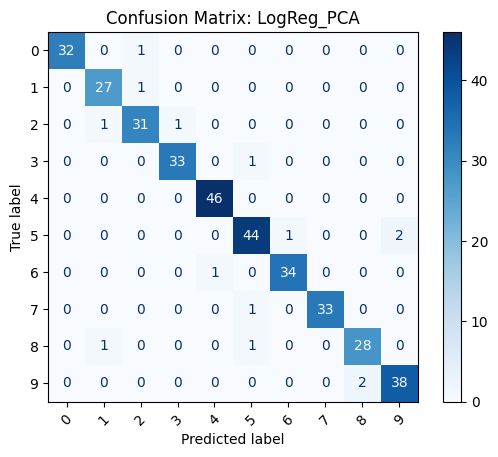 Confusion Matrix: LogReg_PCA
0 32 0 1 0 0 0 0 0 0 0
1 0 27 1 0 0 0 0 0 0 0
2 0 1 31 1 0 0 0 0 0 0
3 0 0 0 33 0 1 0 0 0 0
4 0 0 0 0 46 0 0 0 0 0
5 0 0 0 0 0 44 1 0 0 2
6 0 0 0 0 1 0 34 0 0 0
7 0 0 0 0 0 1 0 33 0 0
8 0 1 0 0 0 1 0 0 28 0
9 0 0 0 0 0 0 0 0 2 38
0 1 2 3 4 5 6 7 8 9
True label
Predicted label
40
30
20
10
0